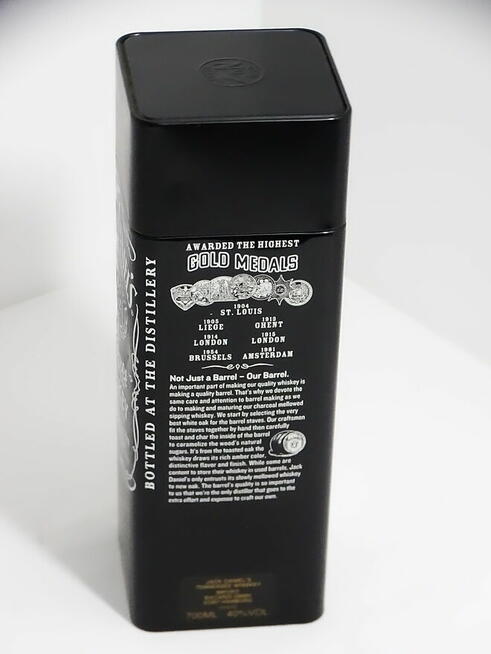 BOTTLED AT THE DISTILLERY
AWARDED THE HIGHEST
GOLD MEDALS
1904
ST. LOUIS
1905 1913
LIEGE GHENT
1914 1915
LONDON LONDON
1954 1981
BRUSSELS AMSTERDAM
Not Just a Barrel – Our Barrel.
An important part of making our quality whiskey is
making a quality barrel. That's why we devote the
same care and attention to barrel making as we
do to making and maturing our charcoal mellowed
sipping whiskey. We start by selecting the very
best white oak for the barrel staves. Our craftsmen
fit the staves together by hand then carefully
toast and char the inside of the barrel
to caramelize the wood's natural
sugars. It's from the toasted oak the
whiskey draws its rich amber color,
distinctive flavor and finish. While some are
content to store their whiskey in used barrels, Jack
Daniel's only entrusts its slowly mellowed whiskey
to new oak. The barrel's quality is so important
to us that we're the only distiller that goes to the
extra effort and expense to craft our own.
JACK DANIEL'S
TENNESSEE WHISKEY
700ML 40%VOL